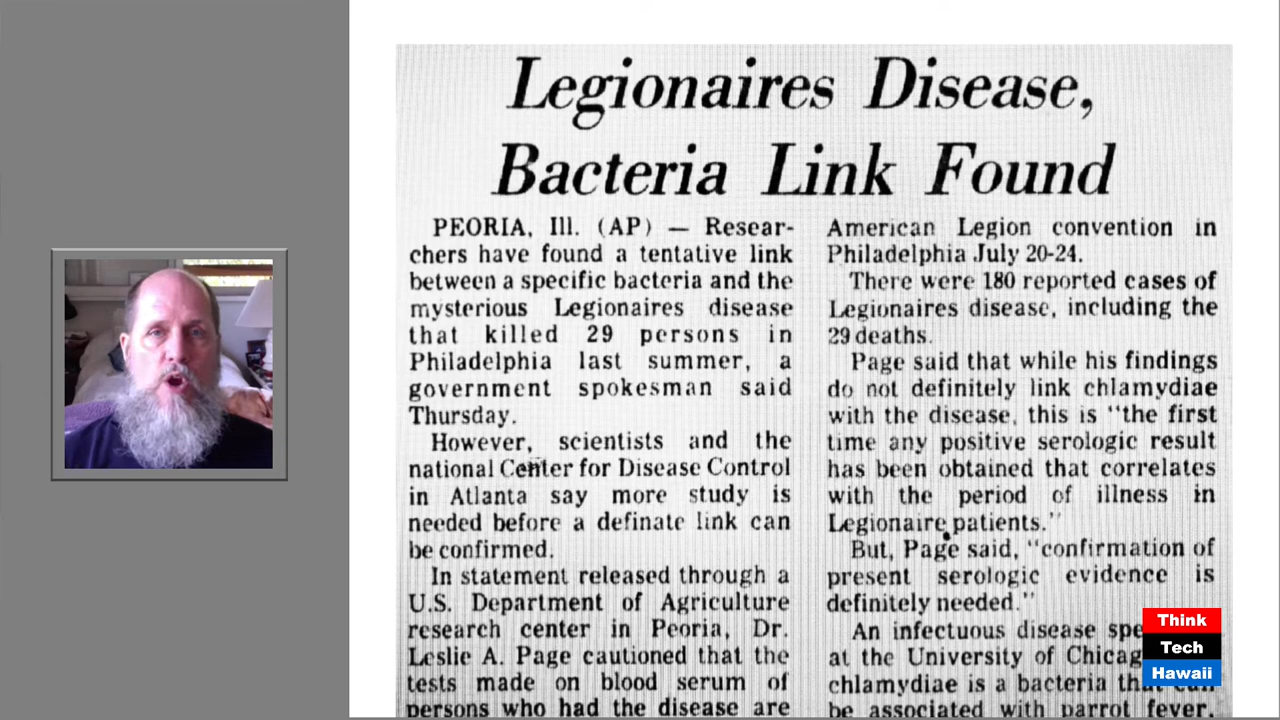 Legionaires Disease,
Bacteria Link Found
PEORIA, Ill. (AP) — Resear-
chers have found a tentative link
between a specific bacteria and the
mysterious Legionaires disease
that killed 29 persons in
Philadelphia last summer, a
government spokesman said
Thursday.
However, scientists and the
national Center for Disease Control
in Atlanta say more study is
needed before a definate link can
be confirmed.
In statement released through a
U.S. Department of Agriculture
research center in Peoria, Dr.
Leslie A. Page cautioned that the
tests made on blood serum of
persons who had the disease are
American Legion convention in
Philadelphia July 20-24.
There were 180 reported cases of
Legionaires disease, including the
29 deaths.
Page said that while his findings
do not definitely link chlamydiae
with the disease, this is "the first
time any positive serologic result
has been obtained that correlates
with the period of illness in
Legionaire patients."
But, Page said, "confirmation of
present serologic evidence is
definitely needed."
An infectuous disease spe
at the University of Chicag
chlamydiae is a bacteria that can
be associated with parrot fever,
Think
Tech
Hawaii